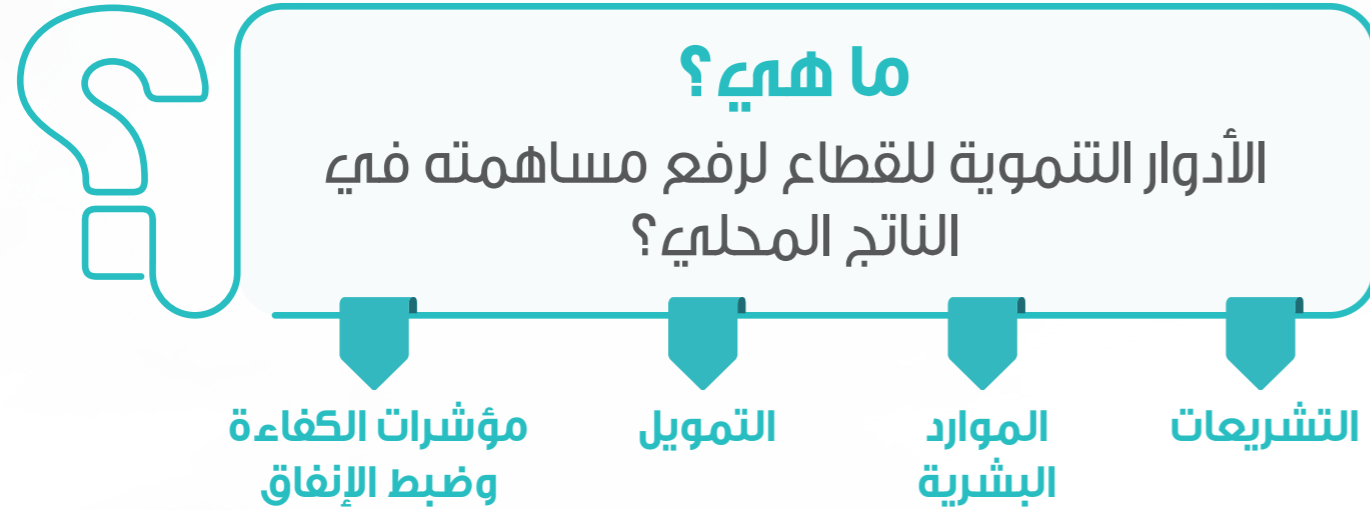 ما هي؟
الأدوار التنموية للقطاع لرفع مساهمته في
الناتج المحلي؟
التشريعات
الموارد
البشرية
التمويل
مؤشرات الكفاءة
وضبط الإنفاق